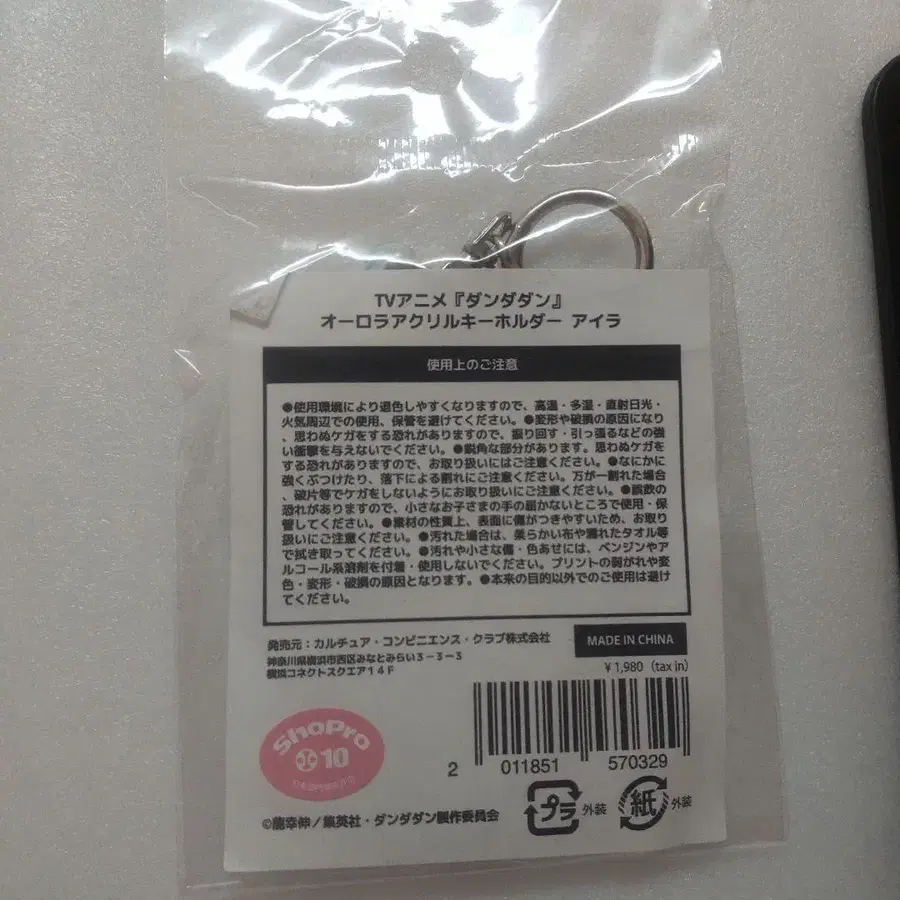 TVアニメ『ダンダダン』
オーロラアクリルキーホルダー アイラ
使用上のご注意
●使用環境により退色しやすくなりますので、高温・多湿・直射日光・
火気周辺での使用、保管を避けてください。●変形や破損の原因になり
、思わぬケガをする恐れがありますので、振り回す・引っ張るなどの強
い衝撃を与えないでください。●鋭角な部分があります。思わぬケガを
する恐れがありますので、お取り扱いにはご注意ください。●なにかに
強くぶつけたり、落下による割れにご注意ください。万が一割れた場合
、破片等でケガをしないようにお取り扱いにご注意ください。●誤飲の
恐れがありますので、小さなお子さまの手の届かないところで使用・保
管してください。●素材の性質上、表面に傷がつきやすいため、お取り
扱いにご注意ください。●汚れた場合は、柔らかい布や濡れたタオル等
で拭き取ってください。●汚れや小さな傷・色あせには、ベンジンやア
ルコール系溶剤を付着・使用しないでください。プリントの剥がれや変
色・変形・破損の原因となります。●本来の目的以外でのご使用は避け
てください。
発売元：カルチュア・コンビニエンス・クラブ株式会社
神奈川県横浜市西区みなとみらい３－３－３
横浜コネクトスクエア１４Ｆ
MADE IN CHINA
¥1,980 (tax in)
2 011851 570329
ShoPro
10
プラ 外装
紙 外装
©龍幸伸／集英社・ダンダダン製作委員会